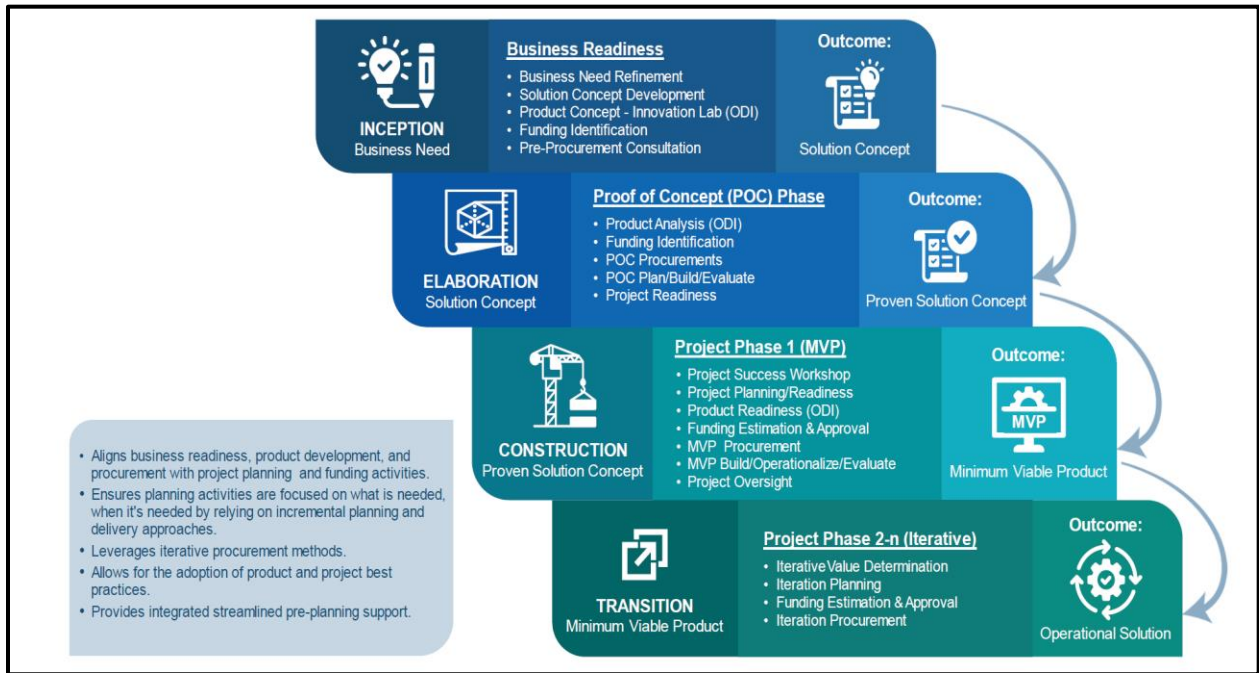 INCEPTION
Business Need
Business Readiness
• Business Need Refinement
• Solution Concept Development
• Product Concept - Innovation Lab (ODI)
• Funding Identification
• Pre-Procurement Consultation
Outcome:
Solution Concept
ELABORATION
Solution Concept
Proof of Concept (POC) Phase
• Product Analysis (ODI)
• Funding Identification
• POC Procurements
• POC Plan/Build/Evaluate
• Project Readiness
Outcome:
Proven Solution Concept
CONSTRUCTION
Proven Solution Concept
Project Phase 1 (MVP)
• Project Success Workshop
• Project Planning/Readiness
• Product Readiness (ODI)
• Funding Estimation & Approval
• MVP Procurement
• MVP Build/Operationalize/Evaluate
• Project Oversight
Outcome:
MVP
Minimum Viable Product
TRANSITION
Minimum Viable Product
Project Phase 2-n (Iterative)
• Iterative Value Determination
• Iteration Planning
• Funding Estimation & Approval
• Iteration Procurement
Outcome:
Operational Solution
• Aligns business readiness, product development, and
procurement with project planning and funding activities.
• Ensures planning activities are focused on what is needed,
when it's needed by relying on incremental planning and
delivery approaches.
• Leverages iterative procurement methods.
• Allows for the adoption of product and project best
practices.
• Provides integrated streamlined pre-planning support.